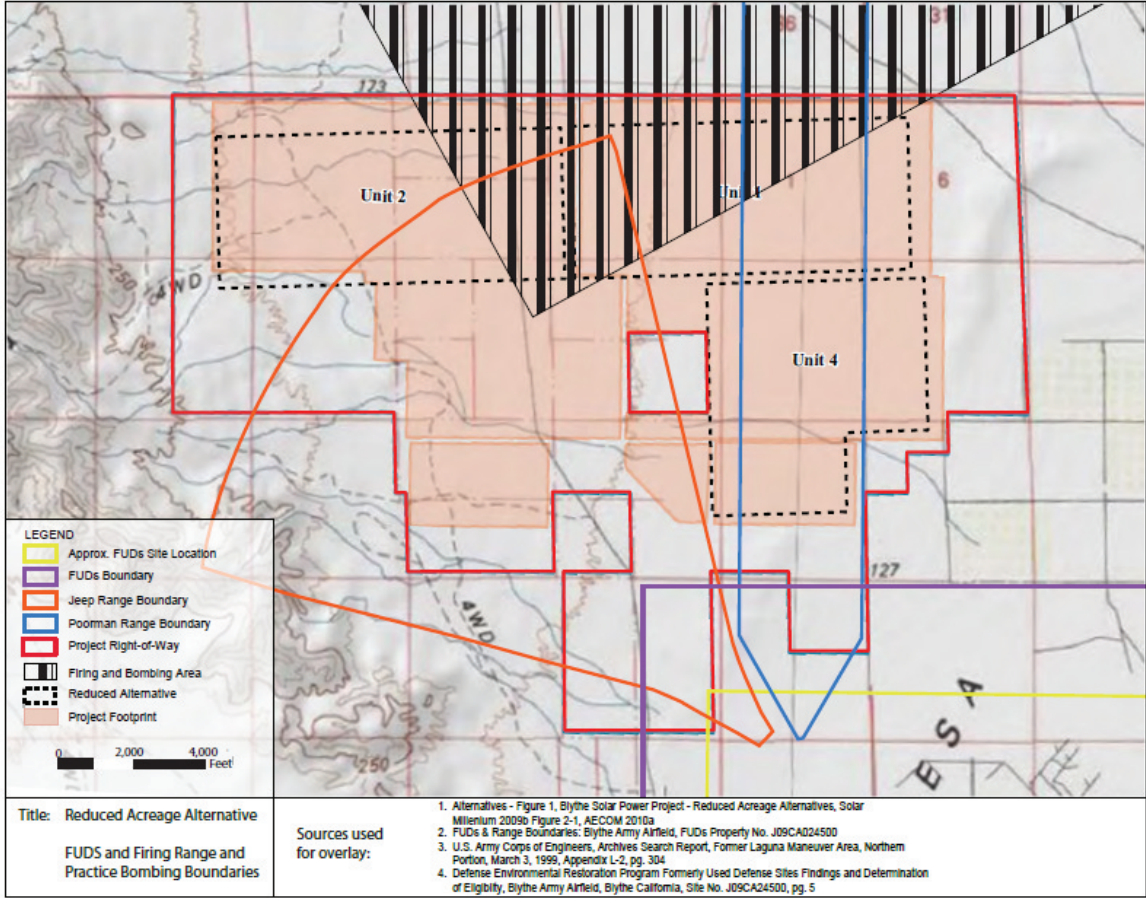 36
31
173
Unit 2
Unit 1
6
250
4WD
Unit 4
LEGEND
Approx. FUDs Site Location
FUDs Boundary
Jeep Range Boundary
Poorman Range Boundary
Project Right-of-Way
Firing and Bombing Area
Reduced Alternative
Project Footprint
0 2,000 4,000
Feet
127
4WD
250
E S A
Title: Reduced Acreage Alternative
FUDS and Firing Range and
Practice Bombing Boundaries
Sources used
for overlay:
1. Alternatives - Figure 1, Blythe Solar Power Project - Reduced Acreage Alternatives, Solar
Millenium 2009b Figure 2-1, AECOM 2010a
2. FUDs & Range Boundaries: Blythe Army Airfield, FUDs Property No. J09CA024500
3. U.S. Army Corps of Engineers, Archives Search Report, Former Laguna Maneuver Area, Northern
Portion, March 3, 1999, Appendix L-2, pg. 304
4. Defense Environmental Restoration Program Formerly Used Defense Sites Findings and Determination
of Eligiblity, Blythe Army Airfield, Blythe California, Site No. J09CA24500, pg. 5